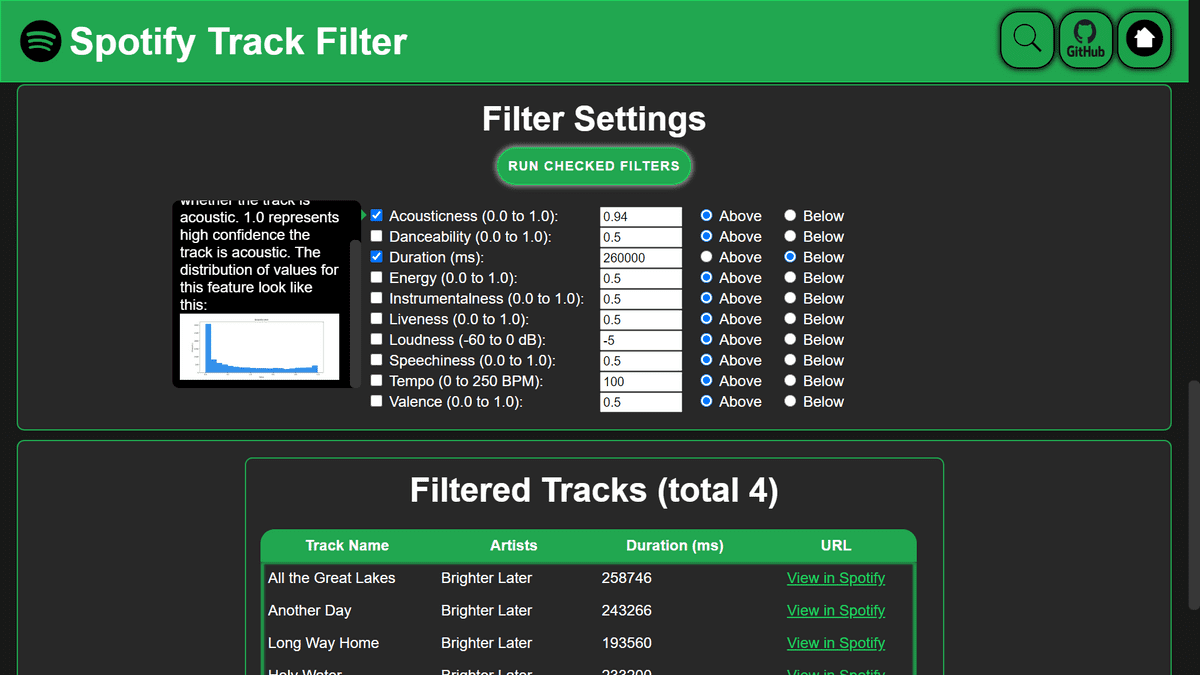 Spotify Track Filter
GitHub
Filter Settings
RUN CHECKED FILTERS
whether the track is
acoustic. 1.0 represents
high confidence the
track is acoustic. The
distribution of values for
this feature look like
this:
Acousticness (0.0 to 1.0): 0.94 Above Below
Danceability (0.0 to 1.0): 0.5 Above Below
Duration (ms): 260000 Above Below
Energy (0.0 to 1.0): 0.5 Above Below
Instrumentalness (0.0 to 1.0): 0.5 Above Below
Liveness (0.0 to 1.0): 0.5 Above Below
Loudness (-60 to 0 dB): -5 Above Below
Speechiness (0.0 to 1.0): 0.5 Above Below
Tempo (0 to 250 BPM): 100 Above Below
Valence (0.0 to 1.0): 0.5 Above Below
Filtered Tracks (total 4)
Track Name Artists Duration (ms) URL
All the Great Lakes Brighter Later 258746 View in Spotify
Another Day Brighter Later 243266 View in Spotify
Long Way Home Brighter Later 193560 View in Spotify
Holy Water Brighter Later 233200 View in Spotify